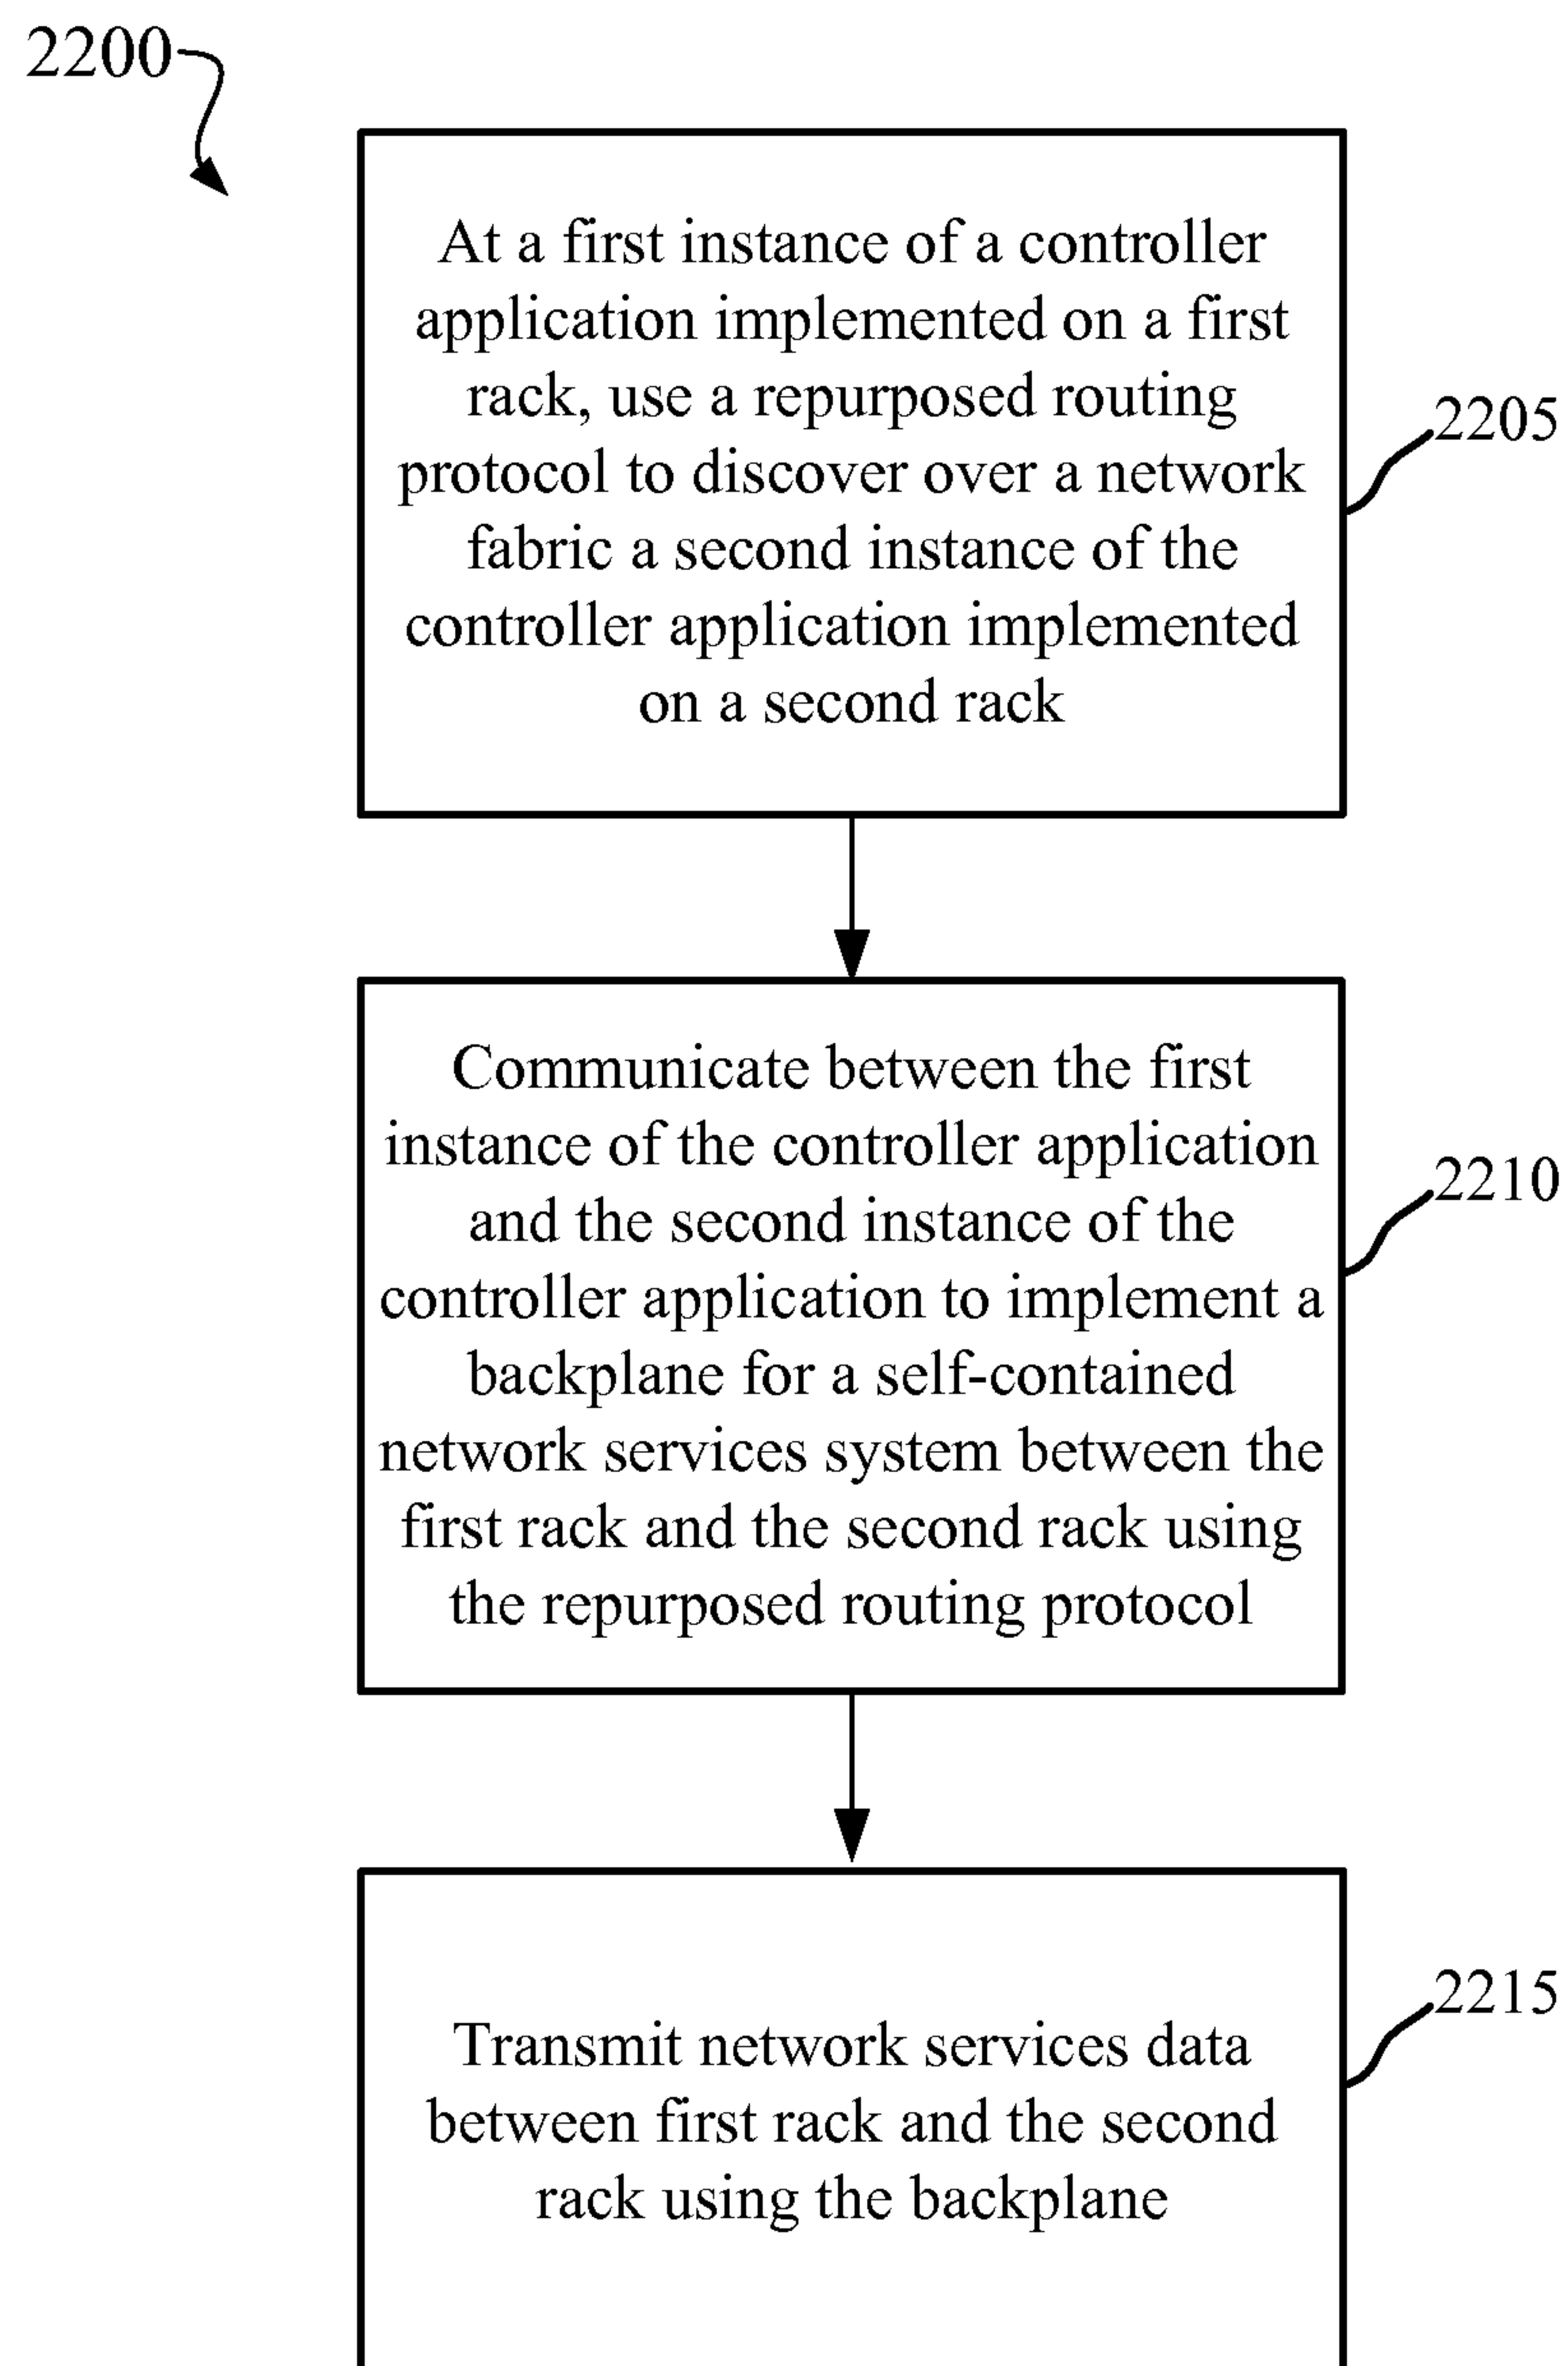 2200
At a first instance of a controller
application implemented on a first
rack, use a repurposed routing
protocol to discover over a network
fabric a second instance of the
controller application implemented
on a second rack
2205
Communicate between the first
instance of the controller application
and the second instance of the
controller application to implement a
backplane for a self-contained
network services system between the
first rack and the second rack using
the repurposed routing protocol
2210
Transmit network services data
between first rack and the second
rack using the backplane
2215